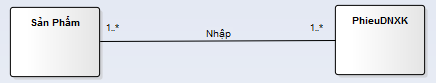 Sản Phẩm
1..*
Nhập
1..*
PhieuDNXK